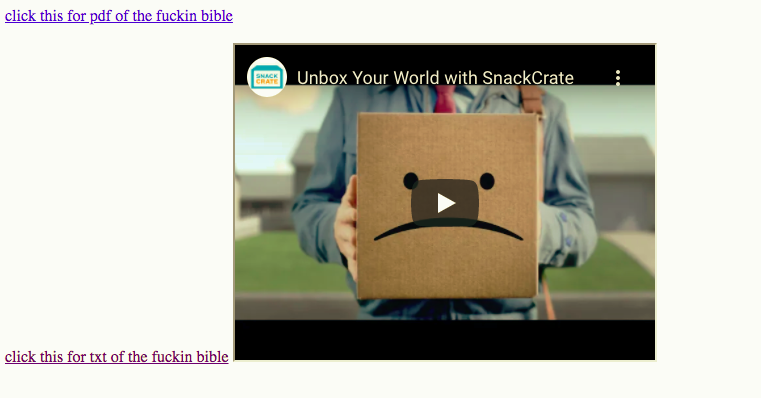 click this for pdf of the fuckin bible
SNACK
CRATE
Unbox Your World with SnackCrate
click this for txt of the fuckin bible